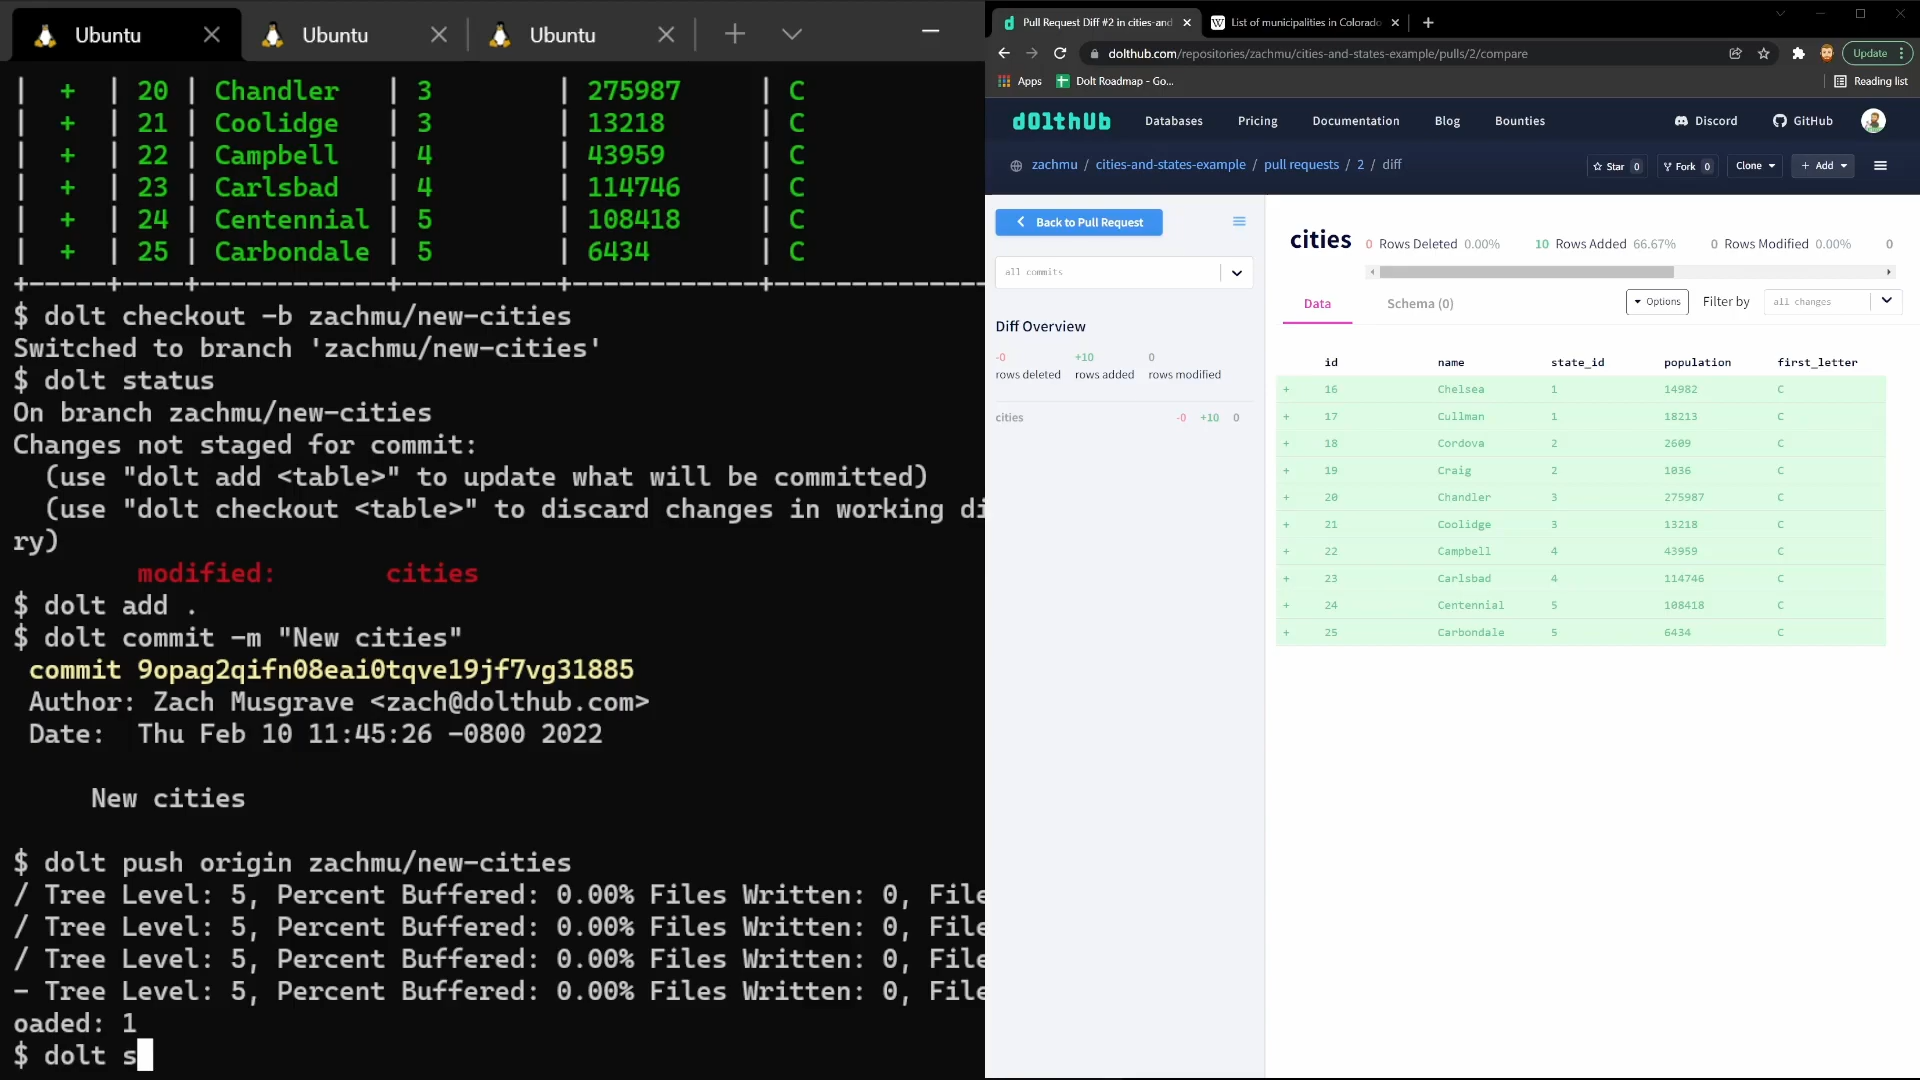 Ubuntu
Ubuntu
Ubuntu
| + | 20 | Chandler | 3 | 275987 | C
| + | 21 | Coolidge | 3 | 13218 | C
| + | 22 | Campbell | 4 | 43959 | C
| + | 23 | Carlsbad | 4 | 114746 | C
| + | 24 | Centennial | 5 | 108418 | C
| + | 25 | Carbondale | 5 | 6434 | C
+-----+----+------------+----------+------------+--------------
$ dolt checkout -b zachmu/new-cities
Switched to branch 'zachmu/new-cities'
$ dolt status
On branch zachmu/new-cities
Changes not staged for commit:
(use "dolt add <table>" to update what will be committed)
(use "dolt checkout <table>" to discard changes in working di
ry)
modified: cities
$ dolt add .
$ dolt commit -m "New cities"
commit 9opag2qifn08eai0tqve19jf7vg31885
Author: Zach Musgrave <zach@dolthub.com>
Date: Thu Feb 10 11:45:26 -0800 2022
New cities
$ dolt push origin zachmu/new-cities
/ Tree Level: 5, Percent Buffered: 0.00% Files Written: 0, File
/ Tree Level: 5, Percent Buffered: 0.00% Files Written: 0, File
/ Tree Level: 5, Percent Buffered: 0.00% Files Written: 0, File
- Tree Level: 5, Percent Buffered: 0.00% Files Written: 0, File
oaded: 1
$ dolt s
Pull Request Diff #2 in cities-and
W List of municipalities in Colorado
dolthub.com/repositories/zachmu/cities-and-states-example/pulls/2/compare
Update
Apps
Dolt Roadmap - Go...
Reading list
dolthub
Databases
Pricing
Documentation
Blog
Bounties
Discord
GitHub
zachmu / cities-and-states-example / pull requests / 2 / diff
Star 0
Fork 0
Clone
+ Add
Back to Pull Request
all commits
Diff Overview
-0 +10 0
rows deleted rows added rows modified
cities -0 +10 0
cities
0 Rows Deleted 0.00% 10 Rows Added 66.67% 0 Rows Modified 0.00% 0
Data
Schema (0)
Options
Filter by
all changes
id name state_id population first_letter
+ 16 Chelsea 1 14982 C
+ 17 Cullman 1 18213 C
+ 18 Cordova 2 2609 C
+ 19 Craig 2 1036 C
+ 20 Chandler 3 275987 C
+ 21 Coolidge 3 13218 C
+ 22 Campbell 4 43959 C
+ 23 Carlsbad 4 114746 C
+ 24 Centennial 5 108418 C
+ 25 Carbondale 5 6434 C